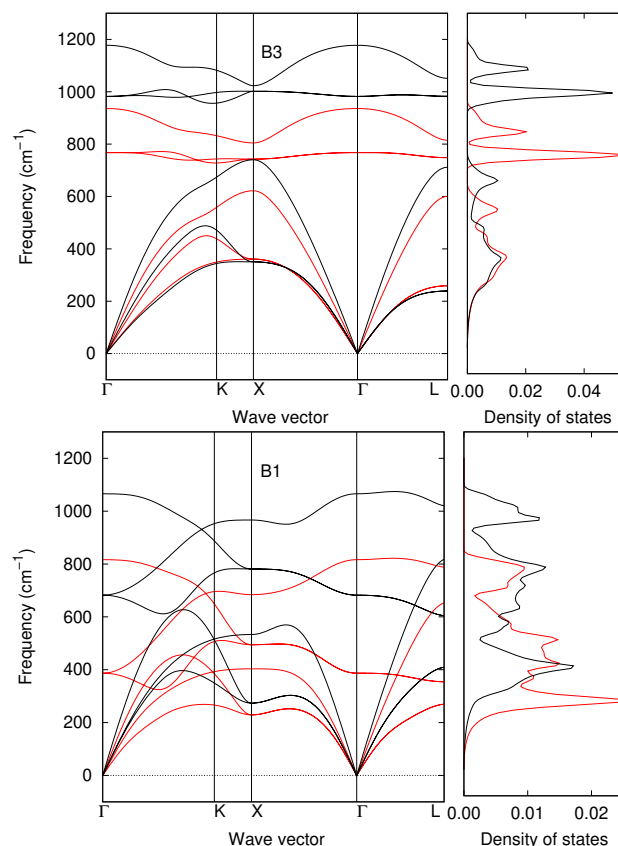 1200
1000
800
600
400
200
0
Frequency (cm⁻¹)
B3
Γ K X Γ L
Wave vector
0.00 0.02 0.04
Density of states
1200
1000
800
600
400
200
0
Frequency (cm⁻¹)
B1
Γ K X Γ L
Wave vector
0.00 0.01 0.02
Density of states